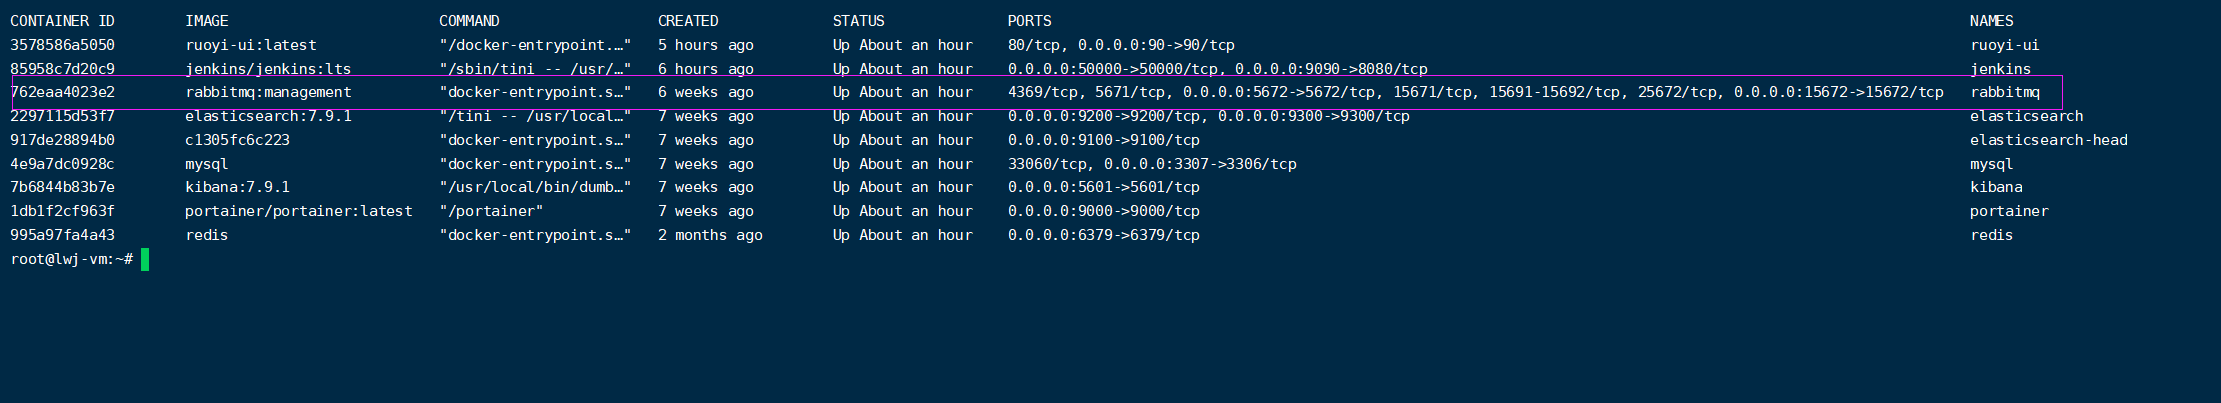 CONTAINER ID IMAGE COMMAND CREATED STATUS PORTS NAMES
3578586a5050 ruoyi-ui:latest "/docker-entrypoint.…" 5 hours ago Up About an hour 80/tcp, 0.0.0.0:90->90/tcp ruoyi-ui
85958c7d20c9 jenkins/jenkins:lts "/sbin/tini -- /usr/…" 6 hours ago Up About an hour 0.0.0.0:50000->50000/tcp, 0.0.0.0:9090->8080/tcp jenkins
762eaa4023e2 rabbitmq:management "docker-entrypoint.s…" 6 weeks ago Up About an hour 4369/tcp, 5671/tcp, 0.0.0.0:5672->5672/tcp, 15671/tcp, 15691-15692/tcp, 25672/tcp, 0.0.0.0:15672->15672/tcp rabbitmq
2297115d53f7 elasticsearch:7.9.1 "/tini -- /usr/local…" 7 weeks ago Up About an hour 0.0.0.0:9200->9200/tcp, 0.0.0.0:9300->9300/tcp elasticsearch
917de28894b0 c1305fc6c223 "docker-entrypoint.s…" 7 weeks ago Up About an hour 0.0.0.0:9100->9100/tcp elasticsearch-head
4e9a7dc0928c mysql "docker-entrypoint.s…" 7 weeks ago Up About an hour 33060/tcp, 0.0.0.0:3307->3306/tcp mysql
7b6844b83b7e kibana:7.9.1 "/usr/local/bin/dumb…" 7 weeks ago Up About an hour 0.0.0.0:5601->5601/tcp kibana
1db1f2cf963f portainer/portainer:latest "/portainer" 7 weeks ago Up About an hour 0.0.0.0:9000->9000/tcp portainer
995a97fa4a43 redis "docker-entrypoint.s…" 2 months ago Up About an hour 0.0.0.0:6379->6379/tcp redis
root@lwj-vm:~#